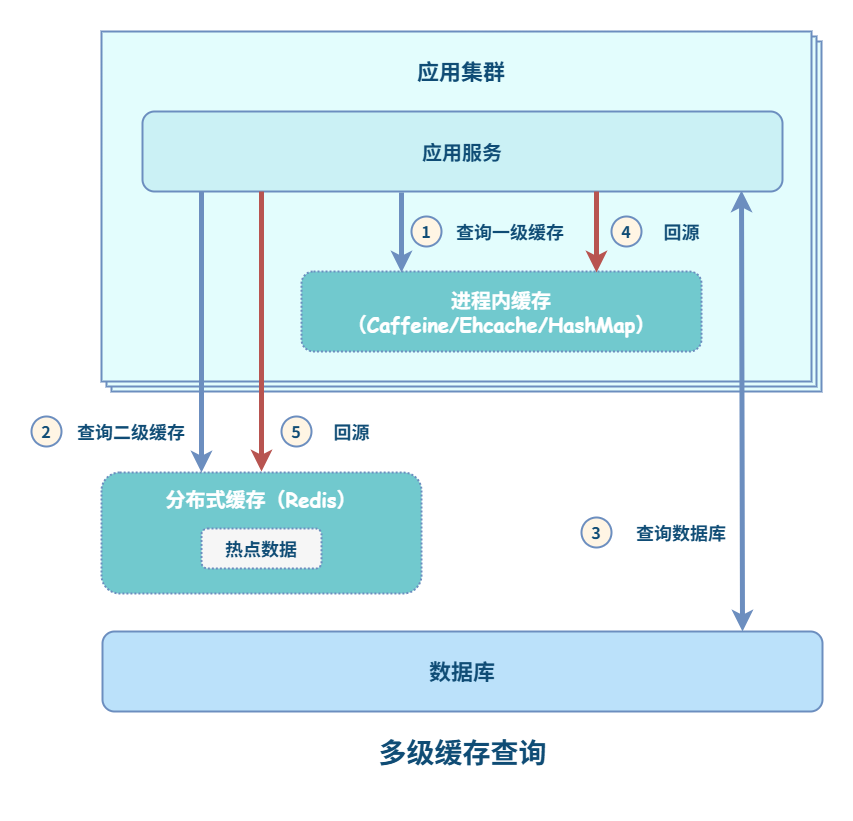 应用集群
应用服务
1 查询一级缓存
4 回源
进程内缓存
（Caffeine/Ehcache/HashMap）
2 查询二级缓存
5 回源
分布式缓存（Redis）
热点数据
3 查询数据库
数据库
多级缓存查询